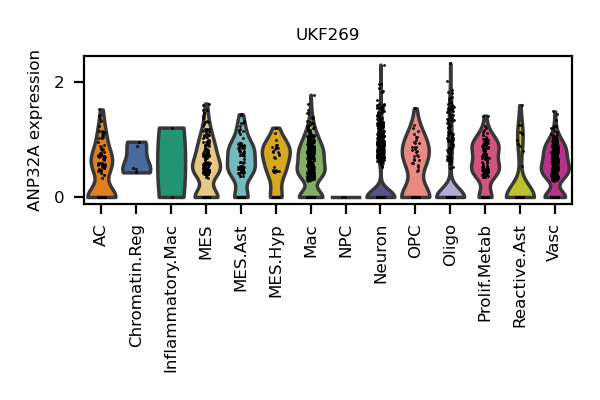 UKF269
ANP32A expression
2
0
AC
Chromatin.Reg
Inflammatory.Mac
MES
MES.Ast
MES.Hyp
Mac
NPC
Neuron
OPC
Oligo
Prolif.Metab
Reactive.Ast
Vasc